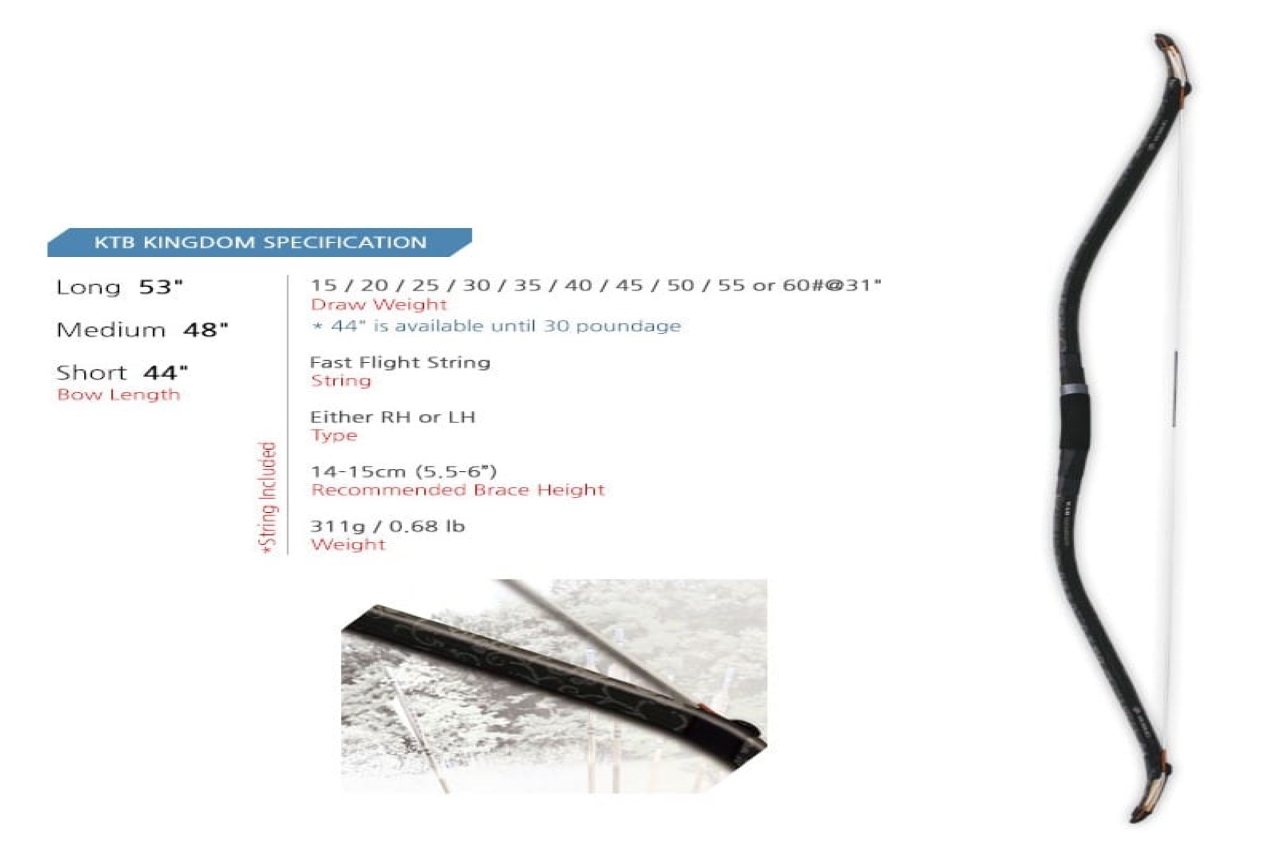 KTB KINGDOM SPECIFICATION
Long 53"
Medium 48"
Short 44"
Bow Length
*String Included
15 / 20 / 25 / 30 / 35 / 40 / 45 / 50 / 55 or 60#@31"
Draw Weight
* 44" is available until 30 poundage
Fast Flight String
String
Either RH or LH
Type
14-15cm (5,5-6”)
Recommended Brace Height
311g / 0.68 lb
Weight
KTB